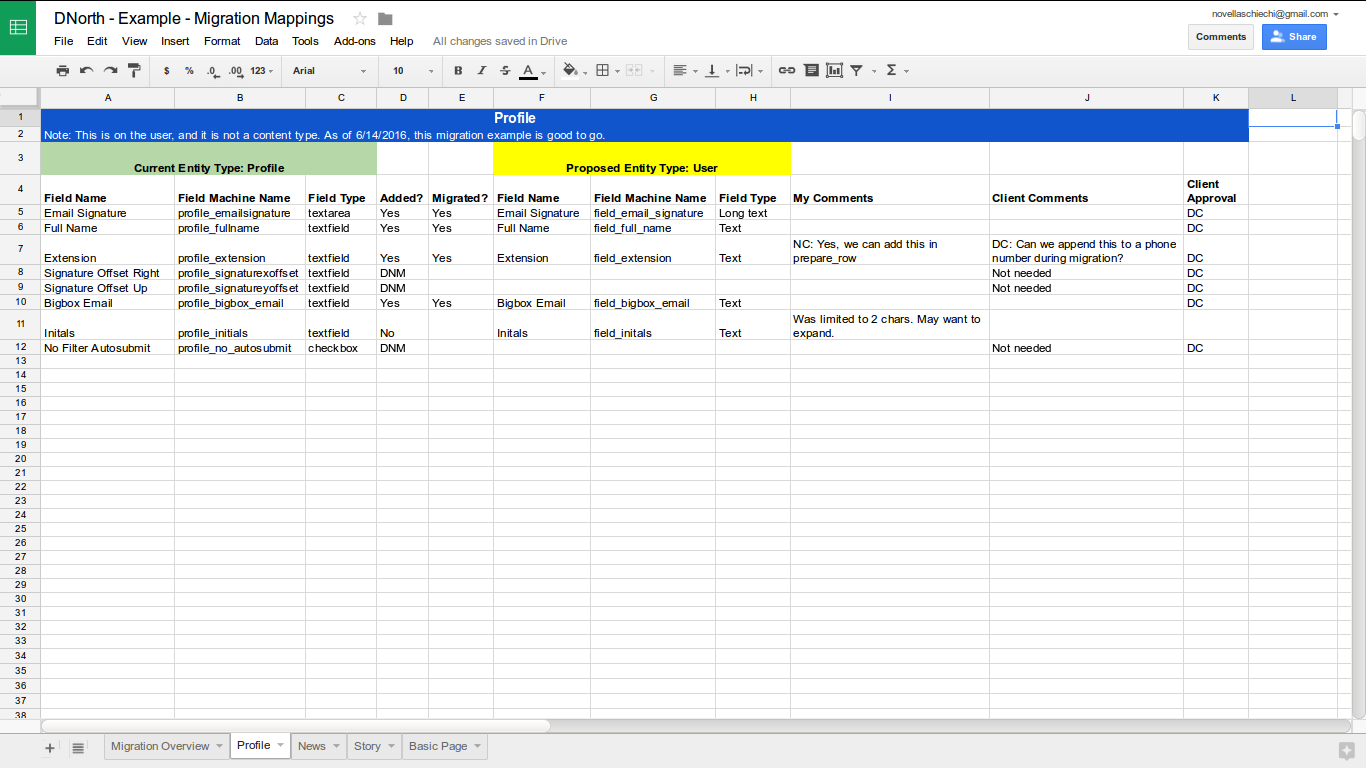 DNorth - Example - Migration Mappings
novellaschiechi@gmail.com
File Edit View Insert Format Data Tools Add-ons Help All changes saved in Drive
Comments Share
$ % .0 .00 123 Arial 10 B I S A Σ
A B C D E F G H I J K L
1 Profile
2 Note: This is on the user, and it is not a content type. As of 6/14/2016, this migration example is good to go.
3 Current Entity Type: Profile Proposed Entity Type: User
4 Field Name Field Machine Name Field Type Added? Migrated? Field Name Field Machine Name Field Type My Comments Client Comments Client
Approval
5 Email Signature profile_emailsignature textarea Yes Yes Email Signature field_email_signature Long text DC
6 Full Name profile_fullname textfield Yes Yes Full Name field_full_name Text DC
7 Extension profile_extension textfield Yes Yes Extension field_extension Text NC: Yes, we can add this in
prepare_row
DC: Can we append this to a phone
number during migration?
DC
8 Signature Offset Right profile_signaturexoffset textfield DNM Not needed DC
9 Signature Offset Up profile_signatureyoffset textfield DNM Not needed DC
10 Bigbox Email profile_bigbox_email textfield Yes Yes Bigbox Email field_bigbox_email Text DC
11 Initals profile_initials textfield No Initals field_initals Text Was limited to 2 chars. May want to
expand.
12 No Filter Autosubmit profile_no_autosubmit checkbox DNM Not needed DC
13
14
15
16
17
18
19
20
21
22
23
24
25
26
27
28
29
30
31
32
33
34
35
36
37
38
+ Migration Overview Profile News Story Basic Page